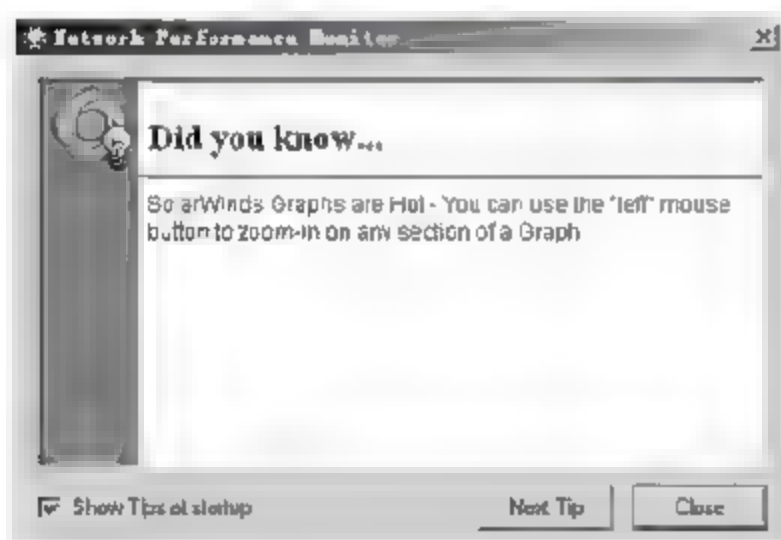 Network Performance Monitor
Did you know...
SolarWinds Graphs are Hot - You can use the "left" mouse
button to zoom-in on any section of a Graph
Show Tips at startup
Next Tip
Close